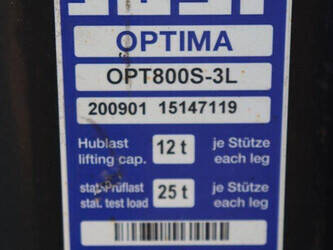 OPTIMA
OPT800S-3L
200901 15147119
Hublast 12 t je Stütze
lifting cap. each leg
stat. Prüflast 25 t je Stütze
stat. test load each leg